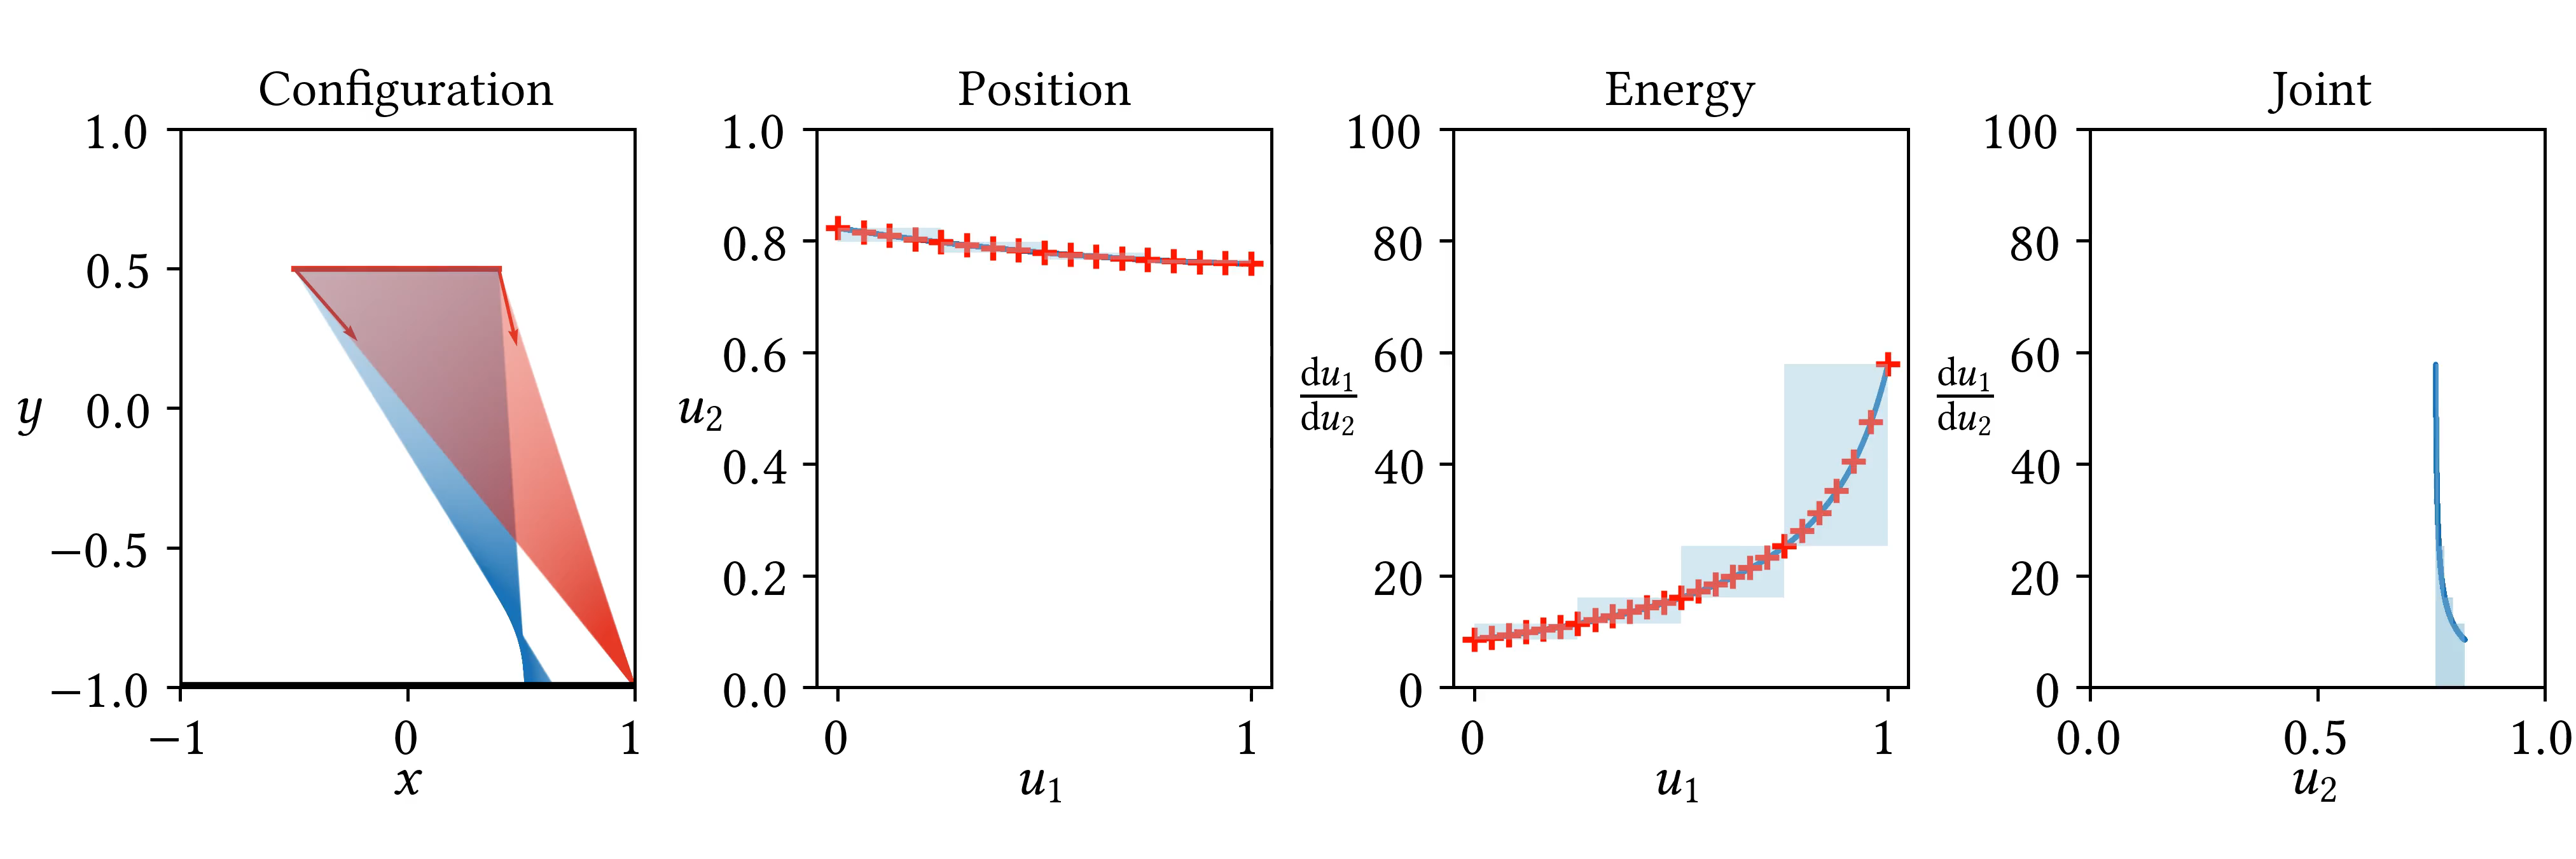 Configuration
1.0
0.5
0.0
−0.5
−1.0
y
−1
0
1
x
Position
1.0
0.8
0.6
0.4
0.2
0.0
u2
0
1
u1
Energy
100
80
60
40
20
0
du1
du2
0
1
u1
Joint
100
80
60
40
20
0
du1
du2
0.0
0.5
1.0
u2